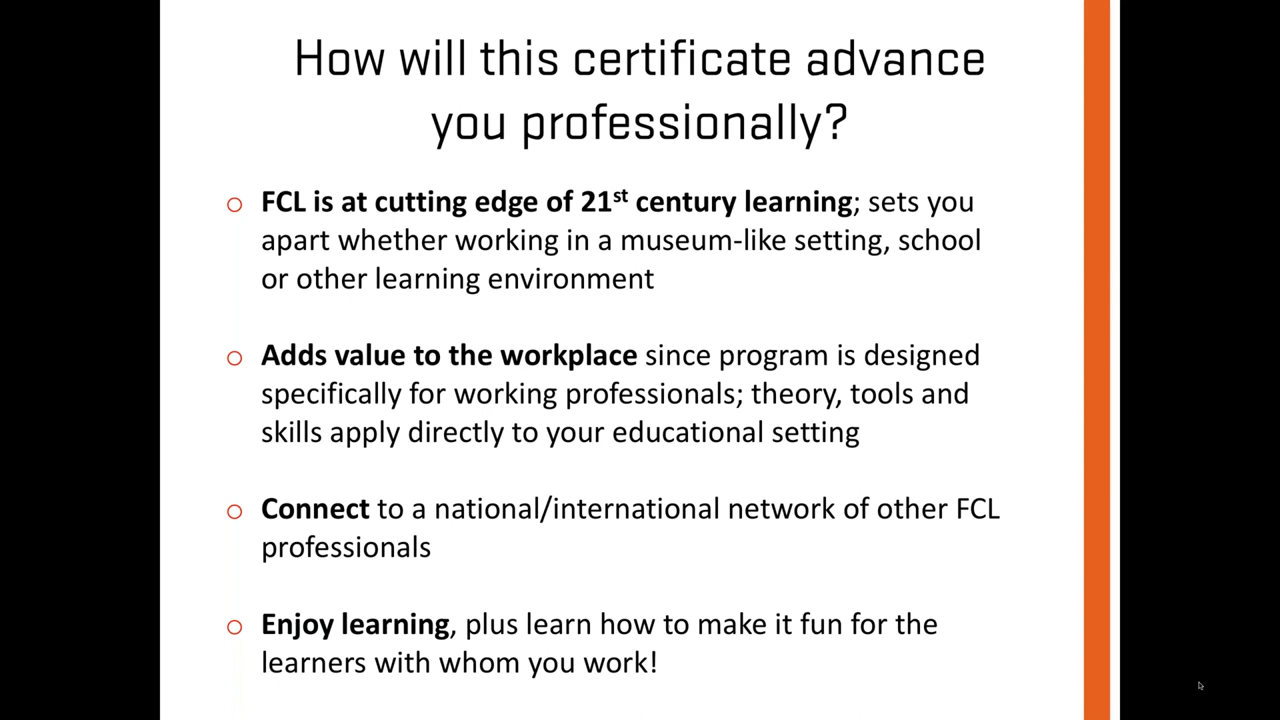 How will this certificate advance
you professionally?
FCL is at cutting edge of 21st century learning; sets you
apart whether working in a museum-like setting, school
or other learning environment
Adds value to the workplace since program is designed
specifically for working professionals; theory, tools and
skills apply directly to your educational setting
Connect to a national/international network of other FCL
professionals
Enjoy learning, plus learn how to make it fun for the
learners with whom you work!